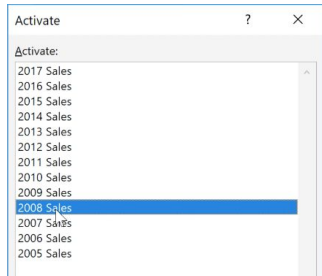 Activate ? ×
Activate:
2017 Sales
2016 Sales
2015 Sales
2014 Sales
2013 Sales
2012 Sales
2011 Sales
2010 Sales
2009 Sales
2008 Sales
2007 Sales
2006 Sales
2005 Sales